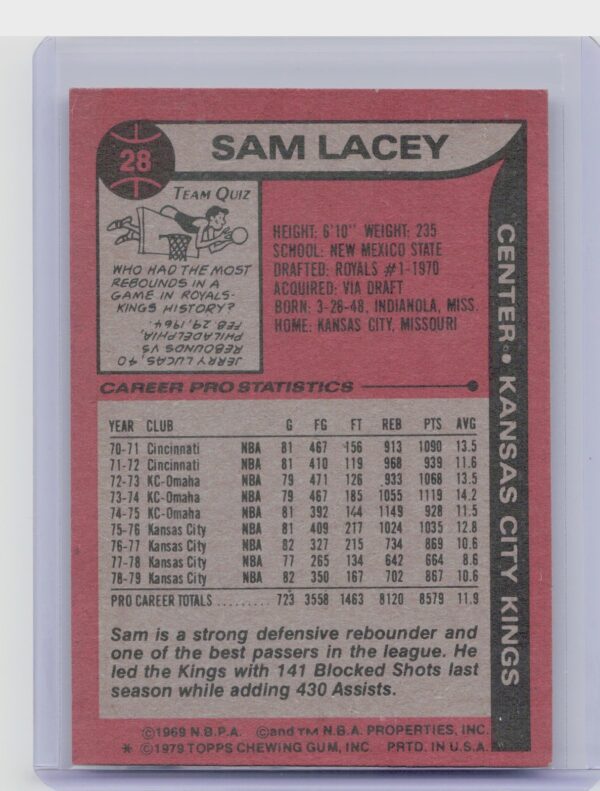 28
SAM LACEY
TEAM QUIZ
WHO HAD THE MOST
REBOUNDS IN A
GAME IN ROYALS-
KINGS HISTORY?
JERRY LUCAS, 40
REBOUNDS VS
PHILADELPHIA,
FEB 29, 1964.
HEIGHT: 6'10" WEIGHT: 235
SCHOOL: NEW MEXICO STATE
DRAFTED: ROYALS #1-1970
ACQUIRED: VIA DRAFT
BORN: 3-28-48, INDIANOLA, MISS.
HOME: KANSAS CITY, MISSOURI
CENTER • KANSAS CITY KINGS
CAREER PRO STATISTICS
YEAR CLUB G FG FT REB PTS AVG
70-71 Cincinnati NBA 81 467 156 913 1090 13.5
71-72 Cincinnati NBA 81 410 119 968 939 11.6
72-73 KC-Omaha NBA 79 471 126 933 1068 13.5
73-74 KC-Omaha NBA 79 467 185 1055 1119 14.2
74-75 KC-Omaha NBA 81 392 144 1149 928 11.5
75-76 Kansas City NBA 81 409 217 1024 1035 12.8
76-77 Kansas City NBA 82 327 215 734 869 10.6
77-78 Kansas City NBA 77 265 134 642 664 8.6
78-79 Kansas City NBA 82 350 167 702 867 10.6
PRO CAREER TOTALS .......... 723 3558 1463 8120 8579 11.9
Sam is a strong defensive rebounder and
one of the best passers in the league. He
led the Kings with 141 Blocked Shots last
season while adding 430 Assists.
©1969 N.B.P.A. ©and TM N.B.A. PROPERTIES, INC.
* ©1979 TOPPS CHEWING GUM, INC PRTD. IN U.S.A.